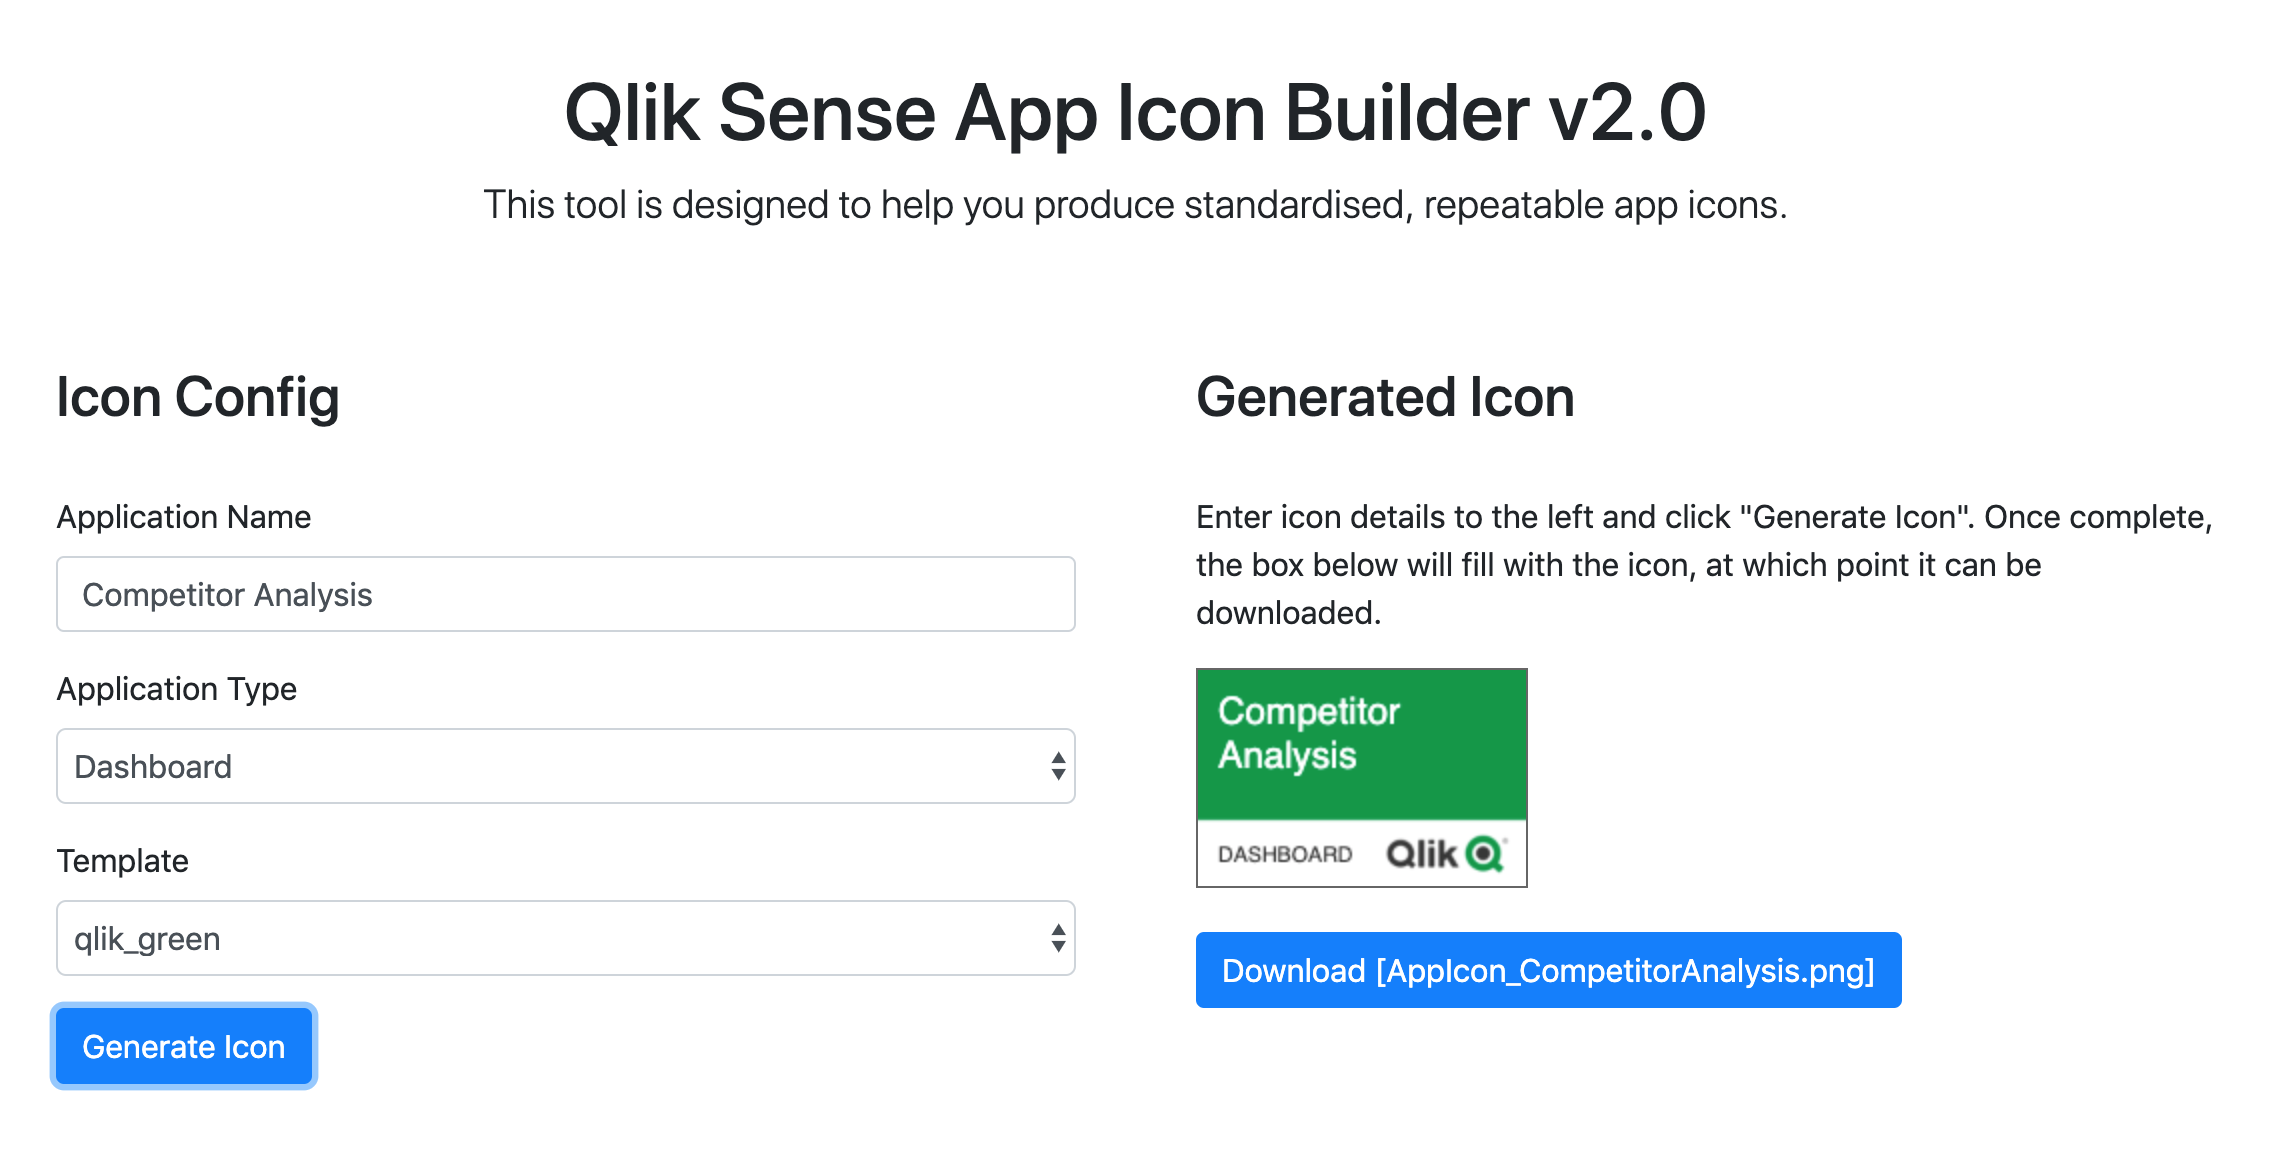 Qlik Sense App Icon Builder v2.0
This tool is designed to help you produce standardised, repeatable app icons.
Icon Config
Application Name
Competitor Analysis
Application Type
Dashboard
Template
qlik_green
Generate Icon
Generated Icon
Enter icon details to the left and click "Generate Icon". Once complete,
the box below will fill with the icon, at which point it can be
downloaded.
Competitor
Analysis
DASHBOARD Qlik
Download [AppIcon_CompetitorAnalysis.png]